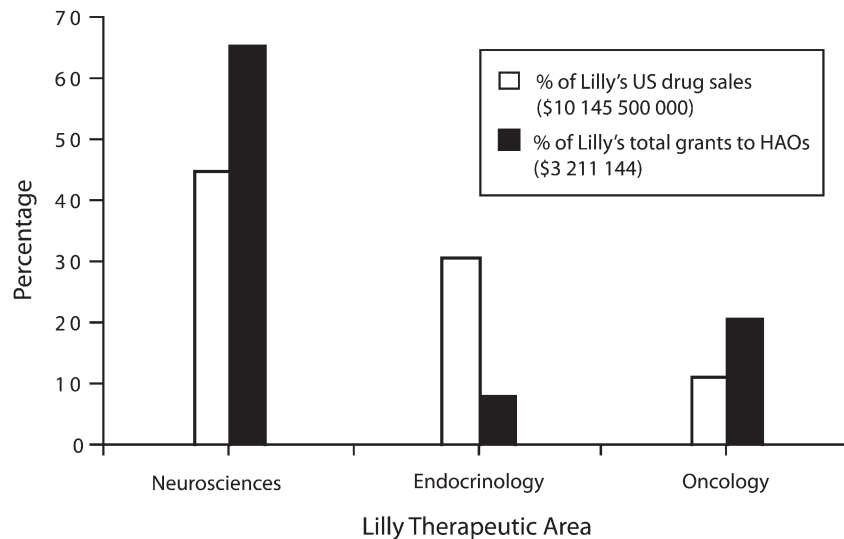 70
60
50
40
30
20
10
0
Percentage
% of Lilly's US drug sales
($10 145 500 000)
% of Lilly's total grants to HAOs
($3 211 144)
Neurosciences
Endocrinology
Oncology
Lilly Therapeutic Area